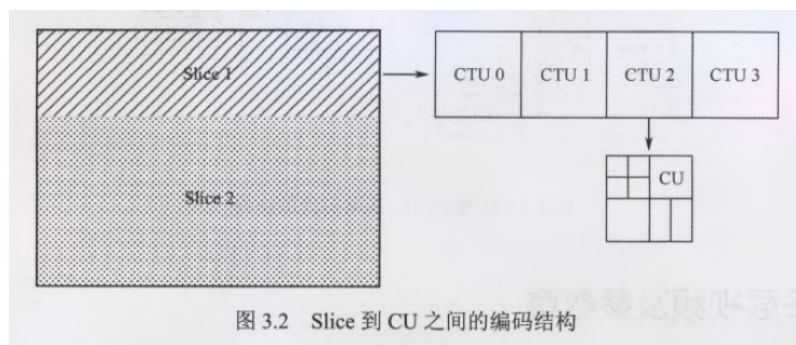 Slice 1
CTU 0 CTU 1 CTU 2 CTU 3
CU
Slice 2
图 3.2 Slice 到 CU 之间的编码结构